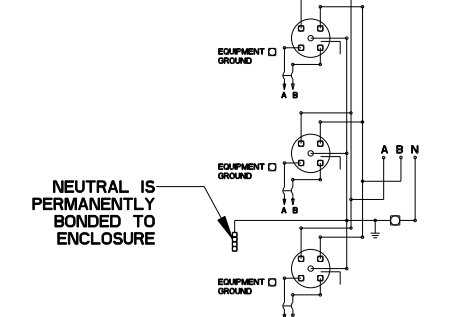 EQUIPMENT
GROUND
A B
EQUIPMENT
GROUND
A B N
A B
NEUTRAL IS
PERMANENTLY
BONDED TO
ENCLOSURE
EQUIPMENT
GROUND